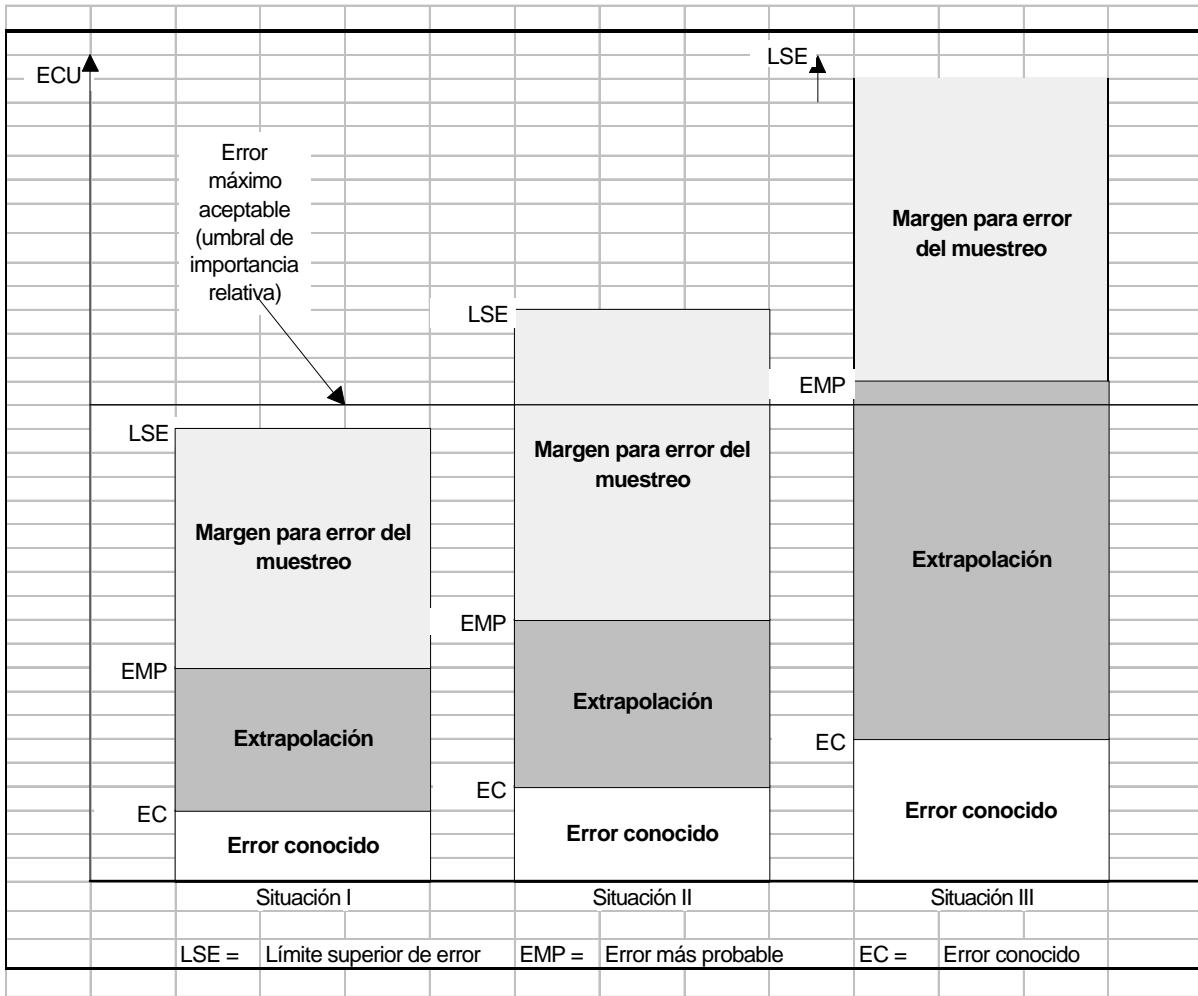 LSE
ECU
Error
máximo
aceptable
(umbral de
importancia
relativa)
Margen para error
del muestreo
LSE
EMP
LSE
Margen para error del
muestreo
Margen para error del
muestreo
Extrapolación
EMP
EMP
Extrapolación
Extrapolación
EC
EC
EC
Error conocido
Error conocido
Error conocido
Situación I
Situación II
Situación III
LSE = Límite superior de error EMP = Error más probable EC = Error conocido